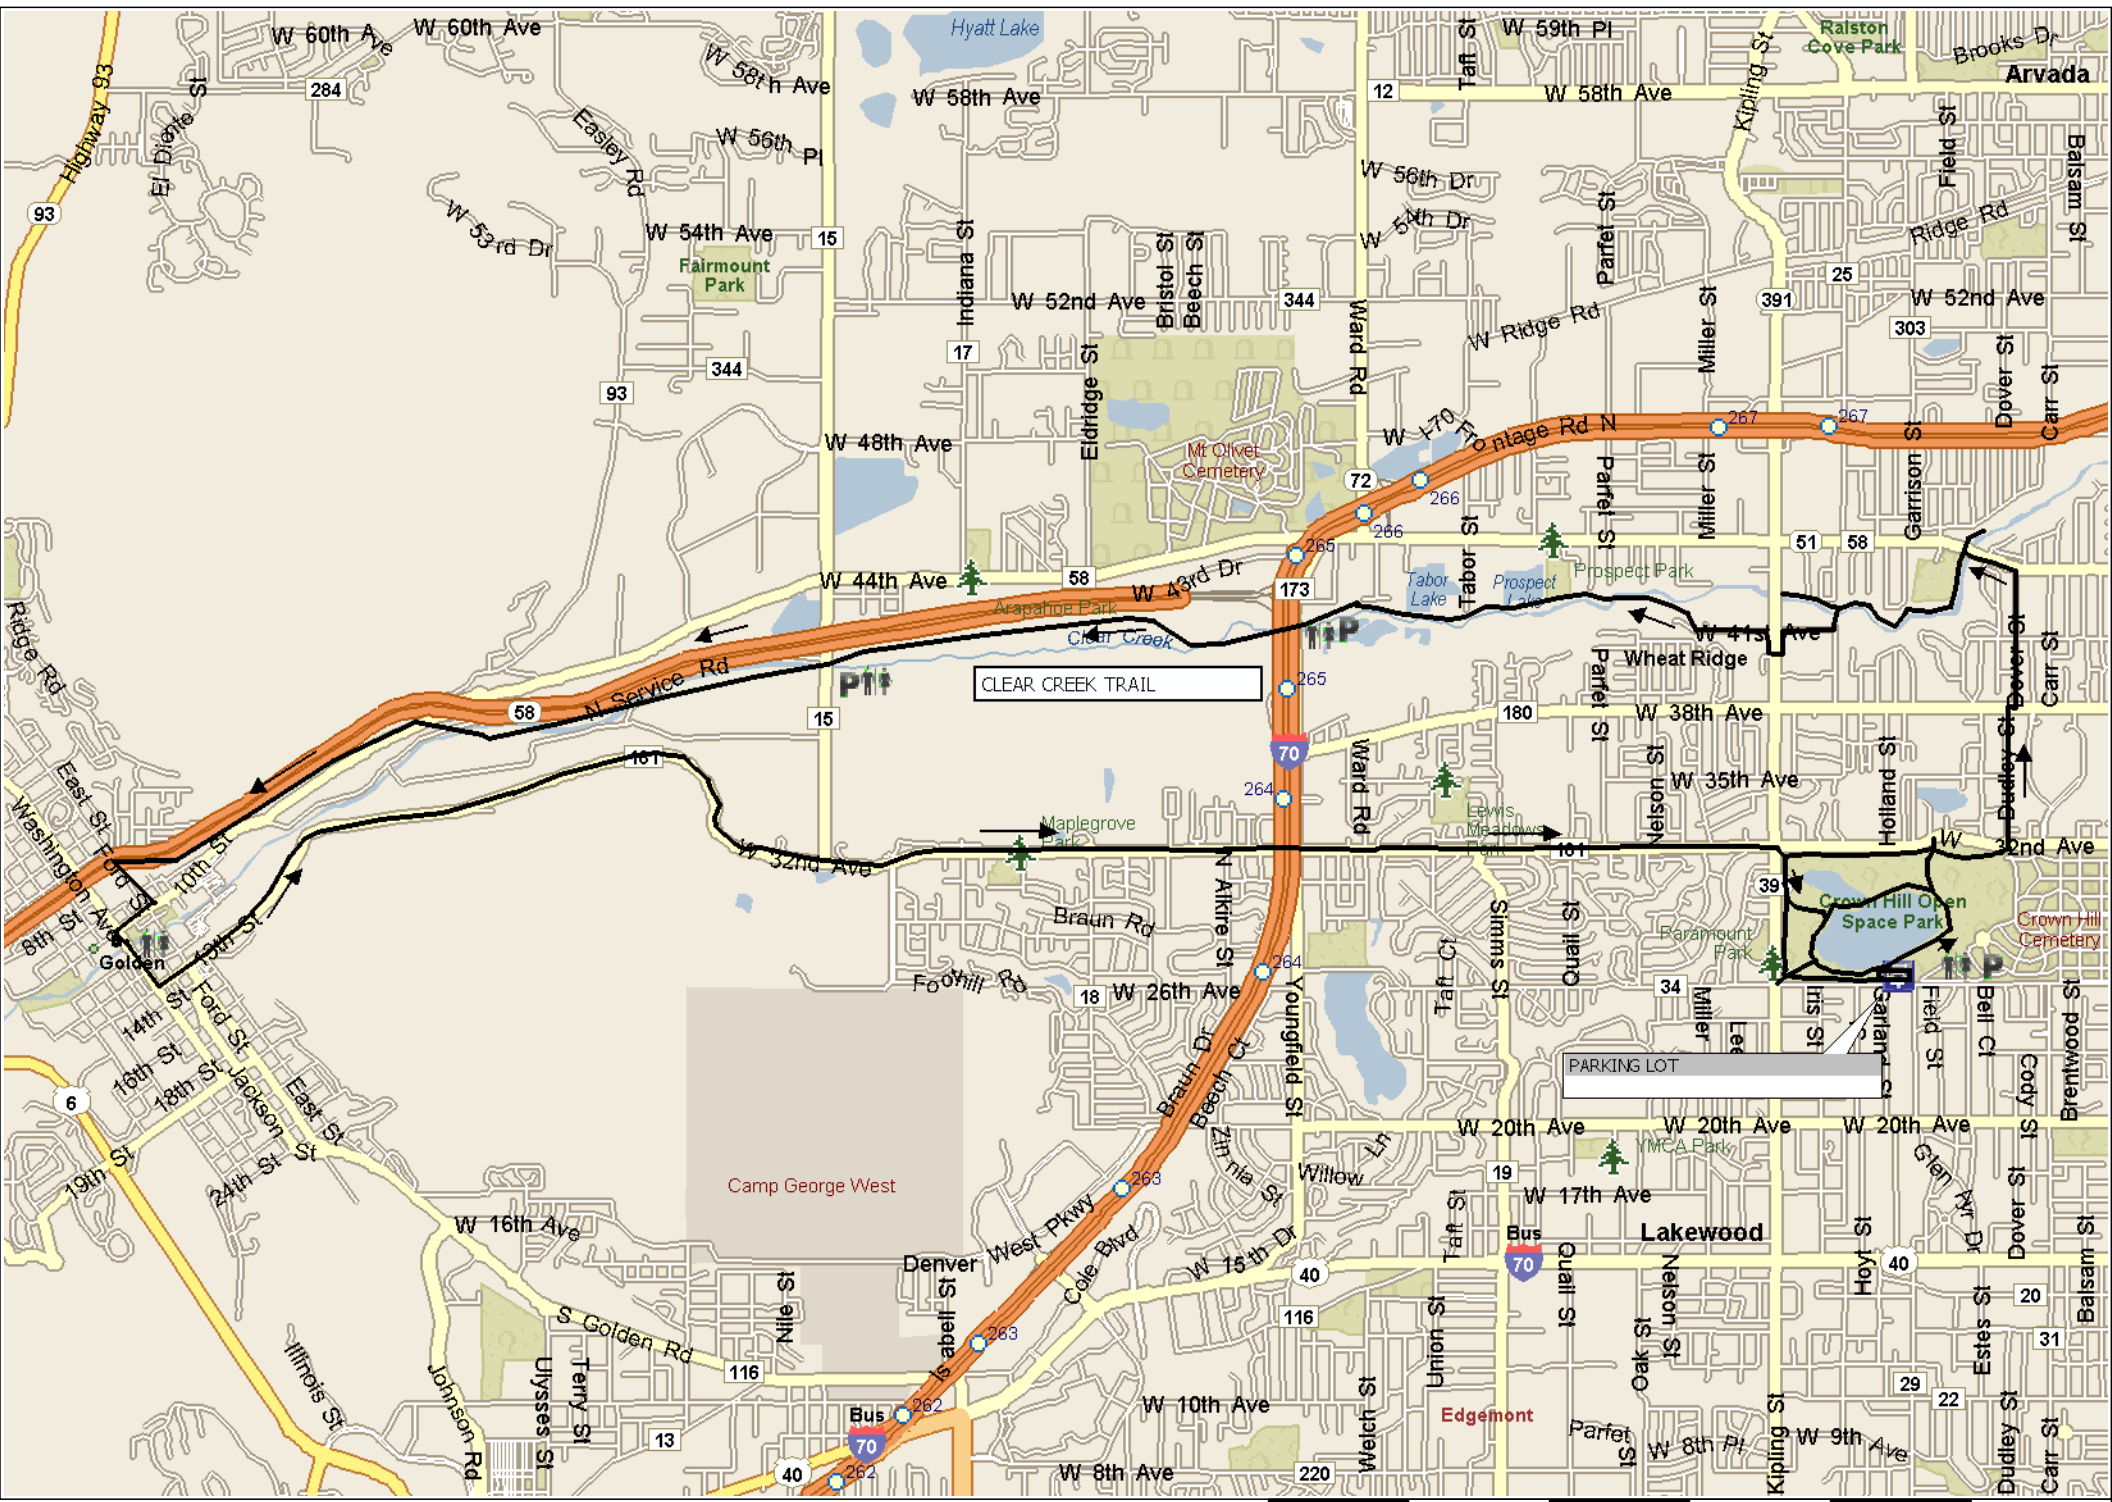 W 60th Ave
W 60th Ave
Hyatt Lake
Taft St
W 59th Pl
Kipling St
Ralston
Cove Park
Brooks Dr
Arvada
Highway 93
284
W 58th Ave
W 58th Ave
12
W 58th Ave
El Diente St
Easley Rd
W 56th Pl
Field St
Balsam St
W 56th Dr
93
W 53rd Dr
W 54th Ave
15
Indiana St
Bristol St
Beech St
W 54th Dr
Parfet St
Ridge Rd
Fairmount
Park
25
W 52nd Ave
344
Ward Rd
W Ridge Rd
Miller St
391
W 52nd Ave
303
17
344
93
Eldridge St
Dover St
Carr St
W 48th Ave
Mt Olivet
Cemetery
W I-70 Frontage Rd N
267
267
72
266
266
Tabor St
Parfet St
Miller St
Garrison St
265
51
58
W 44th Ave
58
W 43rd Dr
173
Tabor
Lake
Prospect
Lake
Prospect Park
Arapahoe Park
Clear Creek
W 41st Ave
Dover St
Carr St
Ridge Rd
N Service Rd
P
P
CLEAR CREEK TRAIL
265
Parfet St
Wheat Ridge
58
15
180
W 38th Ave
70
161
East St
264
Ward Rd
Nelson St
W 35th Ave
Holland St
Dudley St
Washington Ave
Ford St
10th St
Maplegrove
Park
Lewis
Meadows
Park
W 32nd Ave
161
W 32nd Ave
N Alkire St
39
Crown Hill Open
Space Park
Crown Hill
Cemetery
8th St
Golden
13th St
Braun Rd
Simms St
Quail St
Taft Ct
Paramount
Park
P
Foothill Rd
264
18
W 26th Ave
34
14th St
Ford St
Youngfield St
Miller
Lee
Iris St
Garland St
Field St
Bell Ct
Brentwood St
PARKING LOT
16th St
18th St
Jackson St
East St
6
Braun Dr
Beech Ct
Cody St
W 20th Ave
W 20th Ave
W 20th Ave
19th St
24th St
Zinnia St
Willow Ln
YMCA Park
Glen Ayr Dr
Camp George West
263
19
W 17th Ave
Taft St
W 16th Ave
Denver West Pkwy
Cole Blvd
W 15th Dr
Bus
70
Lakewood
Quail St
Nelson St
Hoyt St
Dover St
Balsam St
40
40
Nile St
Isabell St
116
20
S Golden Rd
263
Union St
Oak St
Estes St
31
Illinois St
Johnson Rd
Ulysses St
Terry St
116
29
22
Bus
70
262
W 10th Ave
Welch St
Edgemont
Parfet St
W 8th Pl
Kipling St
W 9th Ave
Dudley St
Carr St
13
40
262
W 8th Ave
220